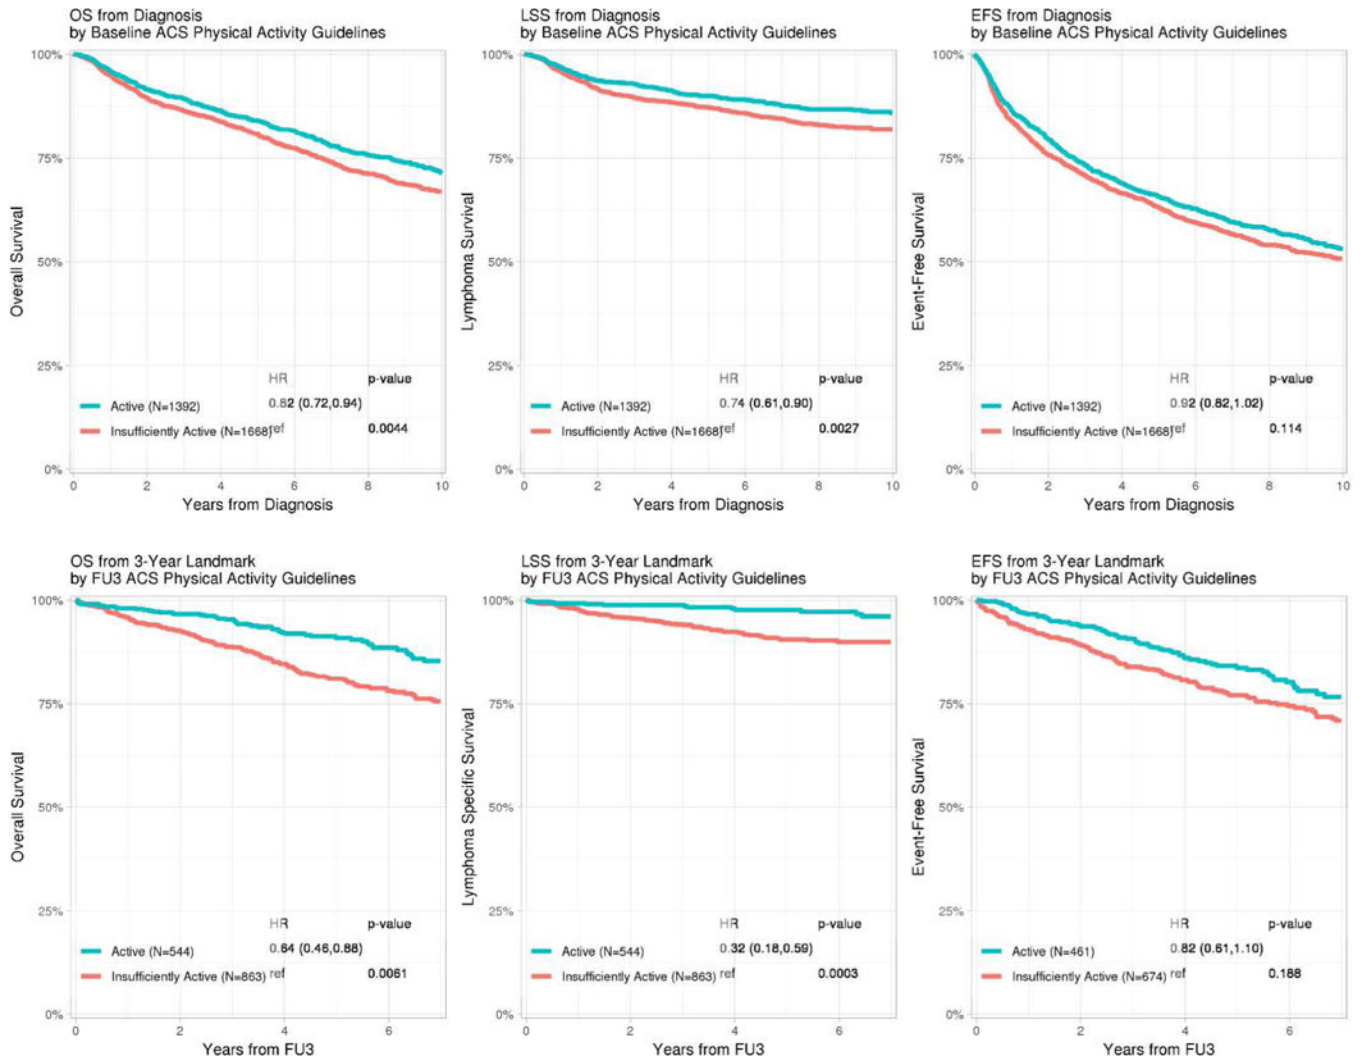 OS from Diagnosis
by Baseline ACS Physical Activity Guidelines
100%
75%
50%
25%
0%
Overall Survival
HR p-value
Active (N=1392) 0.82 (0.72,0.94)
Insufficiently Active (N=1668) ref 0.0044
0 2 4 6 8 10
Years from Diagnosis
LSS from Diagnosis
by Baseline ACS Physical Activity Guidelines
100%
75%
50%
25%
0%
Lymphoma Survival
HR p-value
Active (N=1392) 0.74 (0.61,0.90)
Insufficiently Active (N=1668) ref 0.0027
0 2 4 6 8 10
Years from Diagnosis
EFS from Diagnosis
by Baseline ACS Physical Activity Guidelines
100%
75%
50%
25%
0%
Event-Free Survival
HR p-value
Active (N=1392) 0.92 (0.82,1.02)
Insufficiently Active (N=1668) ref 0.114
0 2 4 6 8 10
Years from Diagnosis
OS from 3-Year Landmark
by FU3 ACS Physical Activity Guidelines
100%
75%
50%
25%
0%
Overall Survival
HR p-value
Active (N=544) 0.64 (0.46,0.88)
Insufficiently Active (N=863) ref 0.0061
0 2 4 6
Years from FU3
LSS from 3-Year Landmark
by FU3 ACS Physical Activity Guidelines
100%
75%
50%
25%
0%
Lymphoma Specific Survival
HR p-value
Active (N=544) 0.32 (0.18,0.59)
Insufficiently Active (N=863) ref 0.0003
0 2 4 6
Years from FU3
EFS from 3-Year Landmark
by FU3 ACS Physical Activity Guidelines
100%
75%
50%
25%
0%
Event-Free Survival
HR p-value
Active (N=461) 0.82 (0.61,1.10)
Insufficiently Active (N=674) ref 0.188
0 2 4 6
Years from FU3